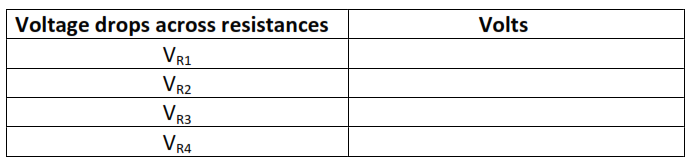 Voltage drops across resistances Volts
VR1
VR2
VR3
VR4